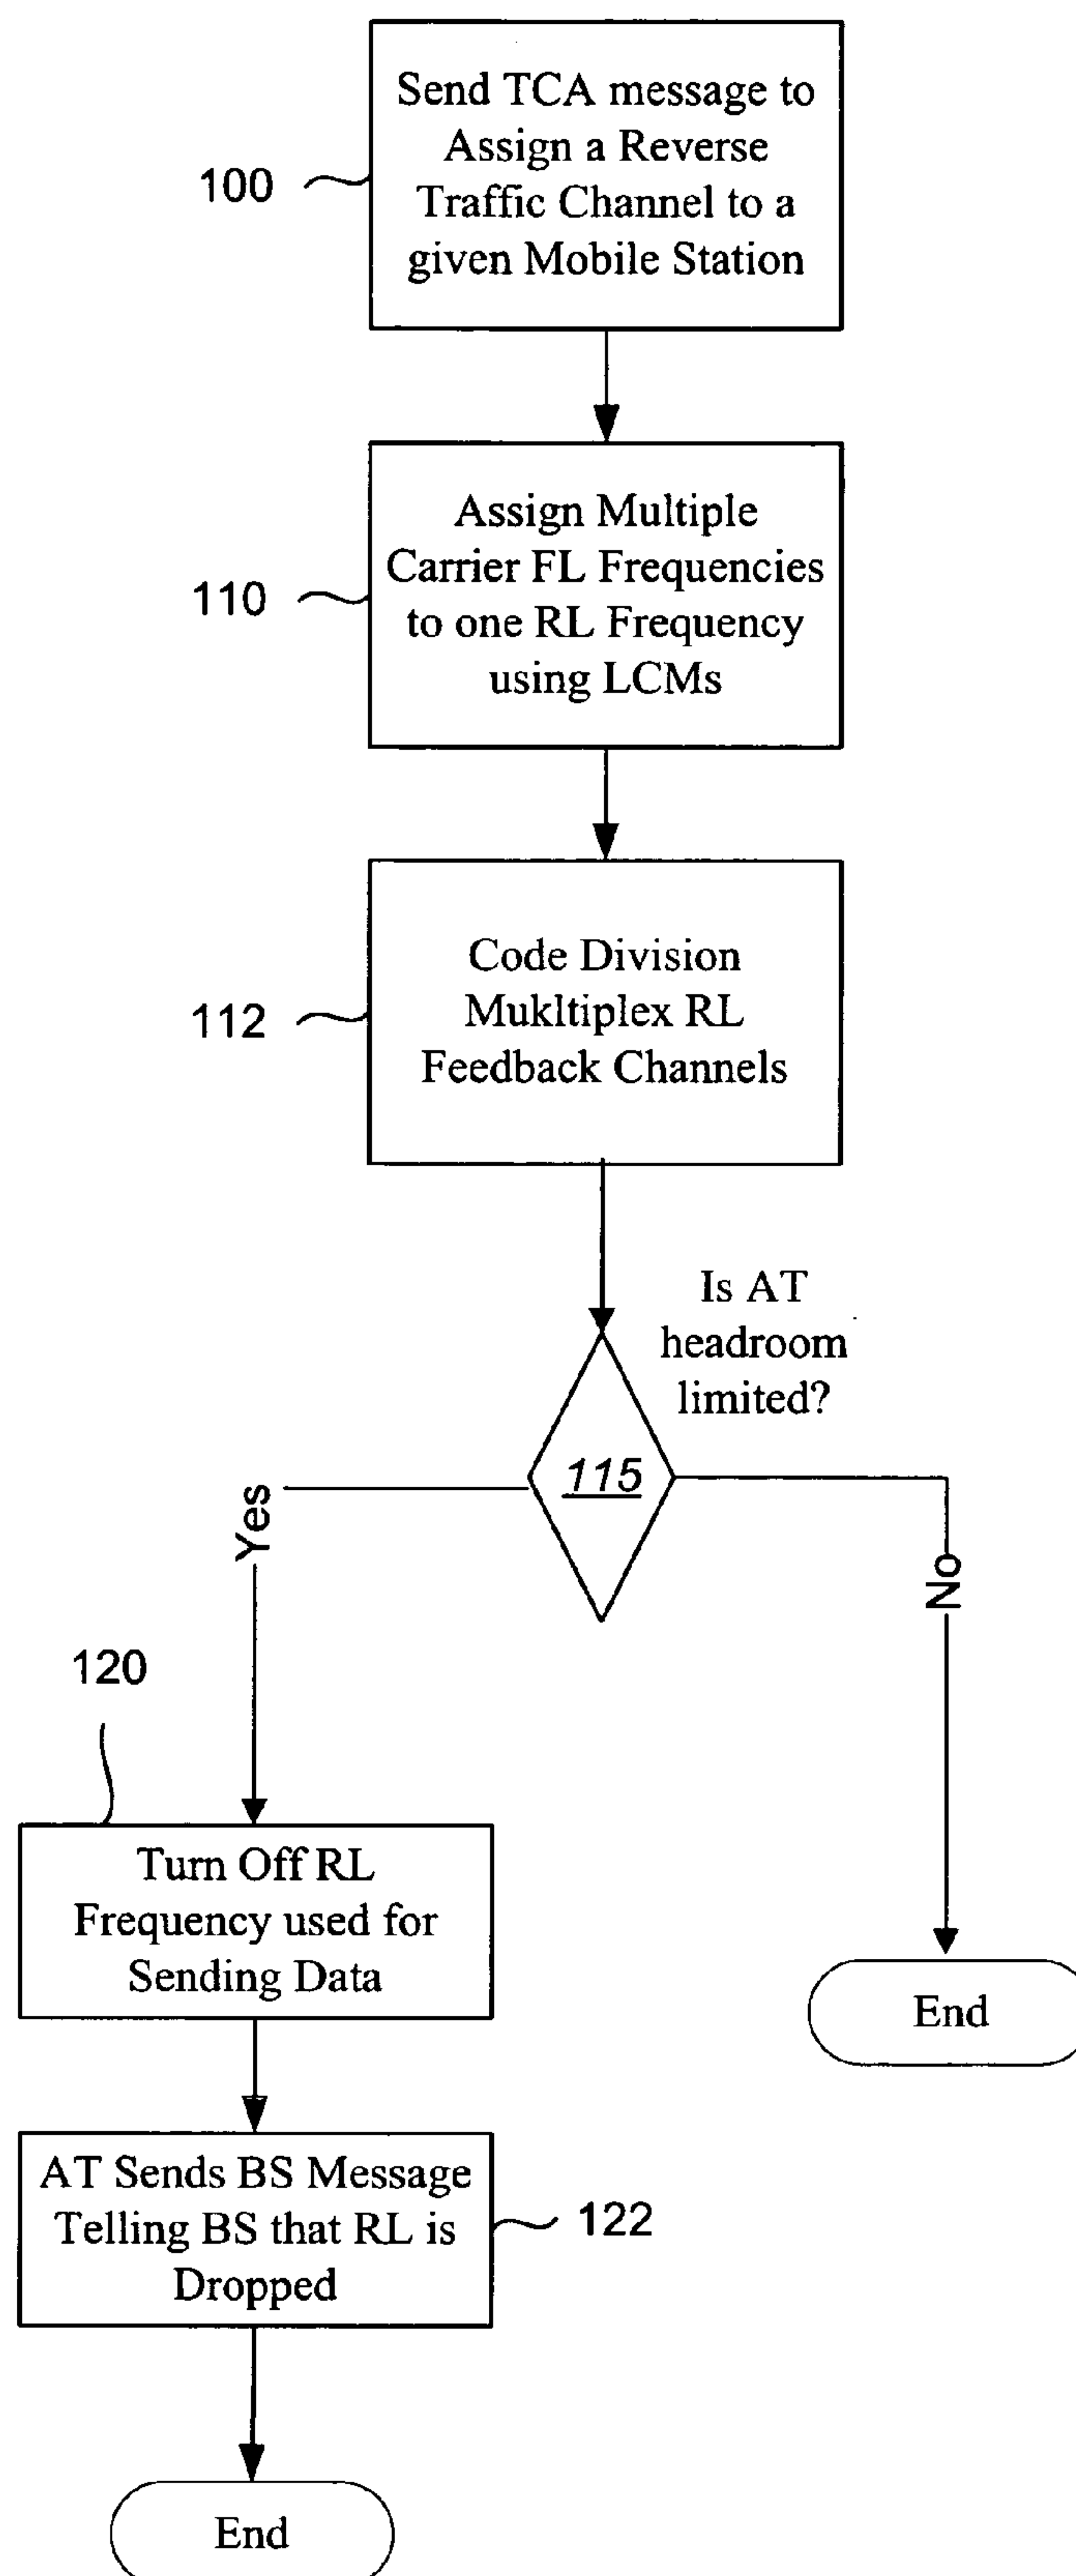 Send TCA message to
Assign a Reverse
Traffic Channel to a
given Mobile Station
100
Assign Multiple
Carrier FL Frequencies
to one RL Frequency
using LCMs
110
Code Division
Mukltiplex RL
Feedback Channels
112
Is AT
headroom
limited?
115
Yes
No
120
Turn Off RL
Frequency used for
Sending Data
End
AT Sends BS Message
Telling BS that RL is
Dropped
122
End